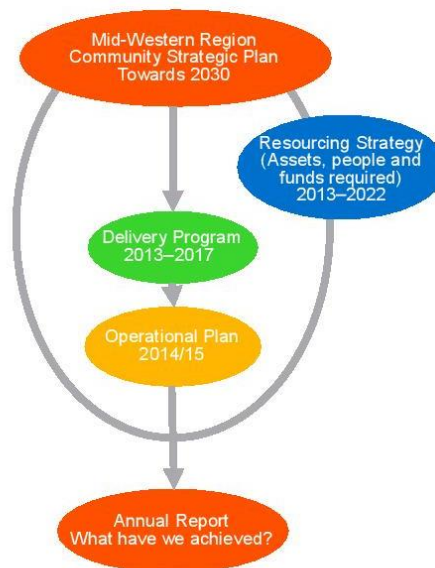 Mid-Western Region
Community Strategic Plan
Towards 2030
Resourcing Strategy
(Assets, people and
funds required)
2013–2022
Delivery Program
2013–2017
Operational Plan
2014/15
Annual Report
What have we achieved?